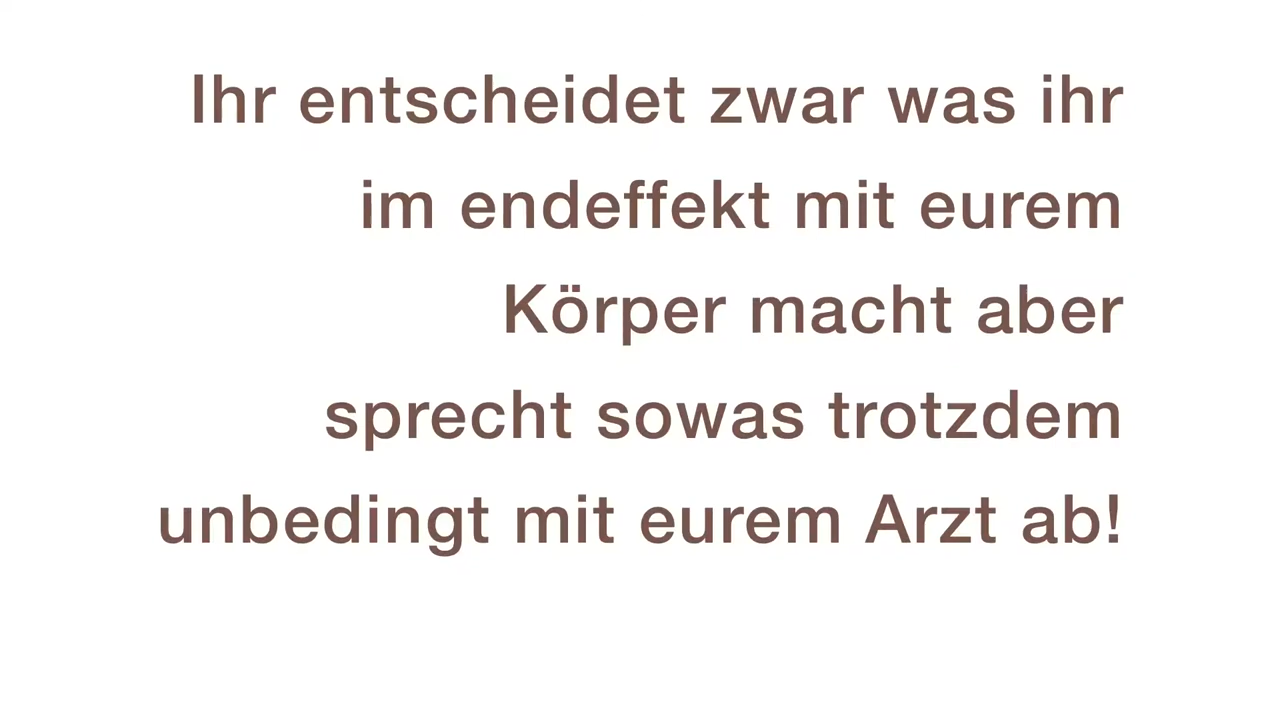 Ihr entscheidet zwar was ihr
im endeffekt mit eurem
Körper macht aber
sprecht sowas trotzdem
unbedingt mit eurem Arzt ab!